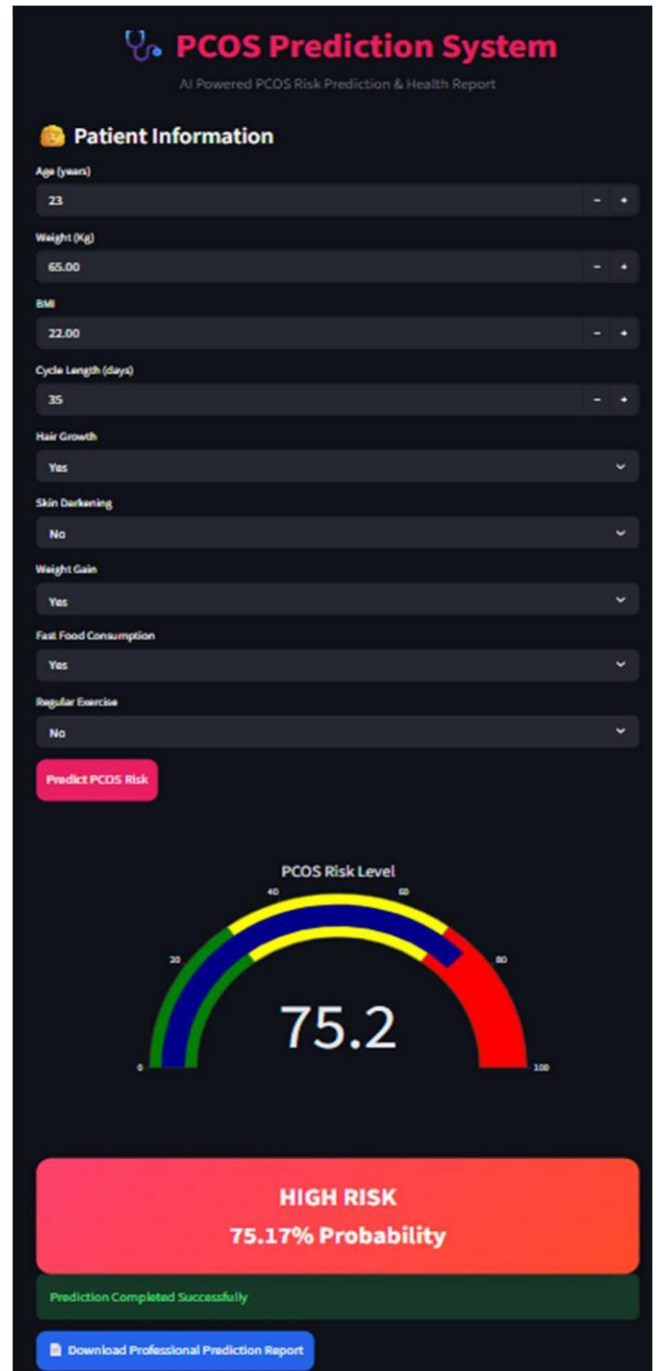 PCOS Prediction System
AI Powered PCOS Risk Prediction & Health Report
Patient Information
Age (years)
23
- +
Weight (Kg)
65.00
- +
BMI
22.00
- +
Cycle Length (days)
35
- +
Hair Growth
Yes
Skin Darkening
No
Weight Gain
Yes
Fast Food Consumption
Yes
Regular Exercise
No
Predict PCOS Risk
PCOS Risk Level
0
20
40
60
80
100
75.2
HIGH RISK
75.17% Probability
Prediction Completed Successfully
Download Professional Prediction Report